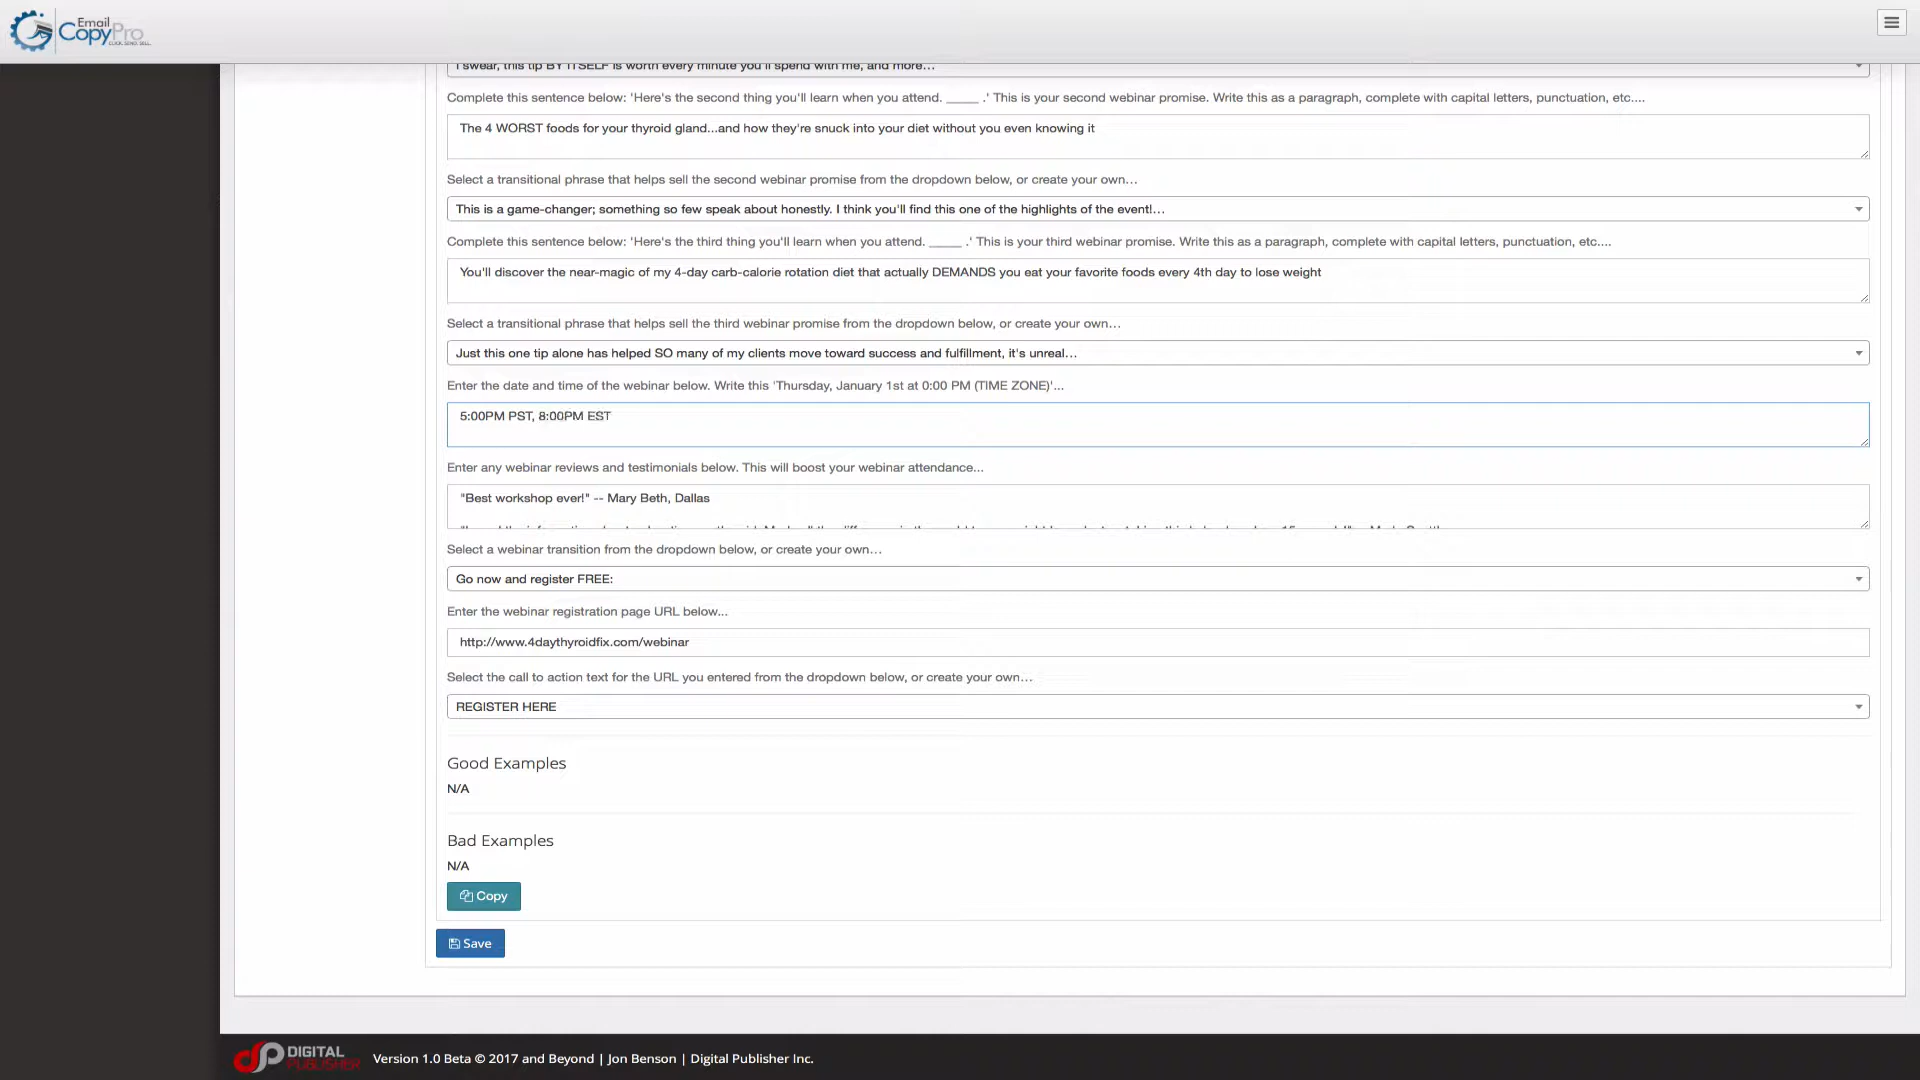 Email
CopyPro
CLICK. SEND. SELL.
I swear, this tip BY ITSELF is worth every minute you'll spend with me, and more...
Complete this sentence below: 'Here's the second thing you'll learn when you attend. _____ .' This is your second webinar promise. Write this as a paragraph, complete with capital letters, punctuation, etc....
The 4 WORST foods for your thyroid gland...and how they're snuck into your diet without you even knowing it
Select a transitional phrase that helps sell the second webinar promise from the dropdown below, or create your own...
This is a game-changer; something so few speak about honestly. I think you'll find this one of the highlights of the event!...
Complete this sentence below: 'Here's the third thing you'll learn when you attend. _____ .' This is your third webinar promise. Write this as a paragraph, complete with capital letters, punctuation, etc....
You'll discover the near-magic of my 4-day carb-calorie rotation diet that actually DEMANDS you eat your favorite foods every 4th day to lose weight
Select a transitional phrase that helps sell the third webinar promise from the dropdown below, or create your own...
Just this one tip alone has helped SO many of my clients move toward success and fulfillment, it's unreal...
Enter the date and time of the webinar below. Write this 'Thursday, January 1st at 0:00 PM (TIME ZONE)'...
5:00PM PST, 8:00PM EST
Enter any webinar reviews and testimonials below. This will boost your webinar attendance...
"Best workshop ever!" -- Mary Beth, Dallas
Select a webinar transition from the dropdown below, or create your own...
Go now and register FREE:
Enter the webinar registration page URL below...
http://www.4daythyroidfix.com/webinar
Select the call to action text for the URL you entered from the dropdown below, or create your own...
REGISTER HERE
Good Examples
N/A
Bad Examples
N/A
Copy
Save
DIGITAL
PUBLISHER
Version 1.0 Beta © 2017 and Beyond | Jon Benson | Digital Publisher Inc.